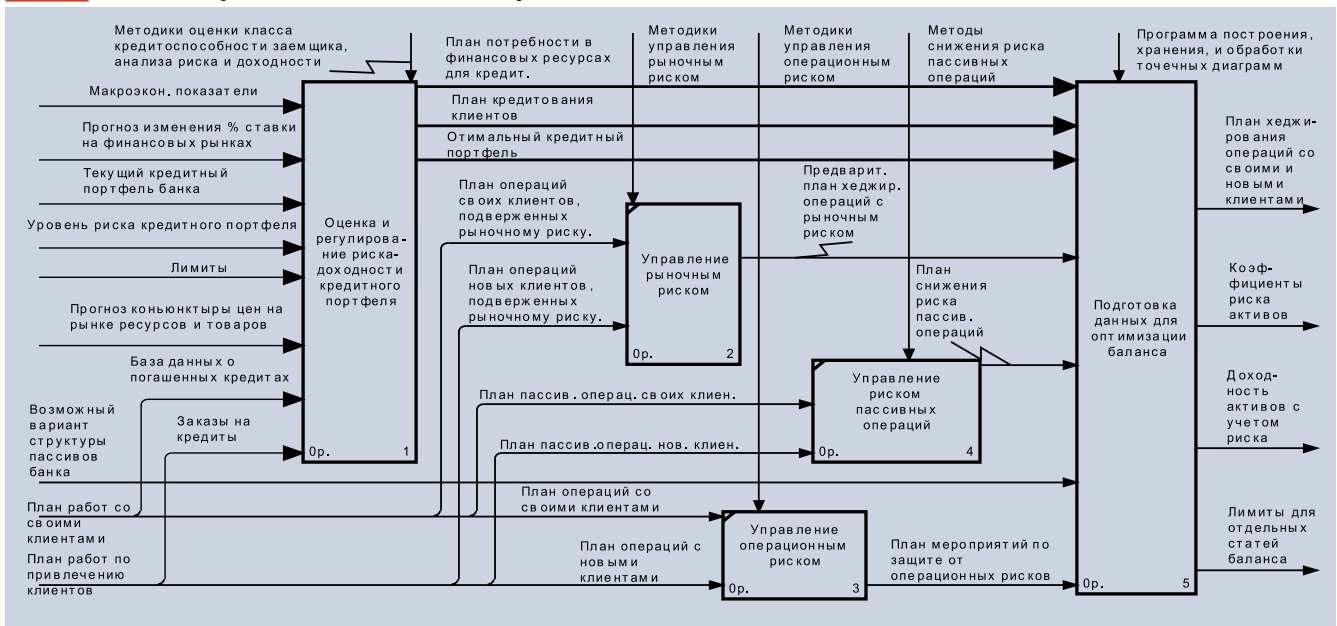 Методики оценки класса
кредитоспособности заемщика,
анализа риска и доходности
План потребности в
финансовых ресурсах
для кредит.
Методики
управления
рыночным
риском
Методики
управления
операционным
риском
Методы
снижения риска
пассивных
операций
Программа построения,
хранения, и обработки
точечных диаграмм
Макроэкон. показатели
Прогноз изменения % ставки
на финансовых рынках
Текущий кредитный
портфель банка
Уровень риска кредитного портфеля
Лимиты
Прогноз коньюнктыры цен на
рынке ресурсов и товаров
База данных о
погашенных кредитах
Возможный
вариант
структуры
пассивов
банка
Заказы на
кредиты
План работ со
своими
клиентами
План работ по
привлечению
клиентов
Оценка и
регулирова-
ние риска-
доходности
кредитного
портфеля
0р.
1
План кредитования
клиентов
Отимальный кредитный
портфель
План операций
своих клиентов,
подверженных
рыночному риску.
План операций
новых клиентов,
подверженных
рыночному риску.
Управление
рыночным
риском
0р.
2
Предварит.
план хеджир.
операций с
рыночным
риском
План
снижения
риска
пассив.
операций
План пассив. операц. своих клиен.
План пассив.операц. нов. клиен.
Управление
риском
пассивных
операций
0р.
4
План операций со
своими клиентами
План операций с
новыми
клиентами
Управление
операционным
риском
0р.
3
План мероприятий по
защите от
операционных рисков
Подготовка
данных для
оптимизации
баланса
0р.
5
План хеджи-
рования
операций со
своими и
новыми
клиентами
Коэф-
фициенты
риска
активов
Доход-
ность
активов с
учетом
риска
Лимиты для
отдельных
статей
баланса